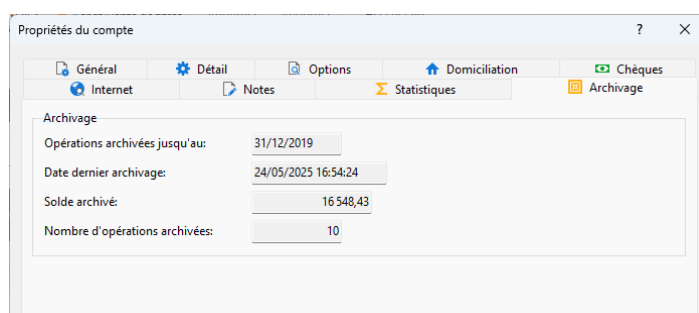 Propriétés du compte ? ✕
Général Détail Options Domiciliation Chèques
Internet Notes Statistiques Archivage
Archivage
Opérations archivées jusqu'au: 31/12/2019
Date dernier archivage: 24/05/2025 16:54:24
Solde archivé: 16 548,43
Nombre d'opérations archivées: 10